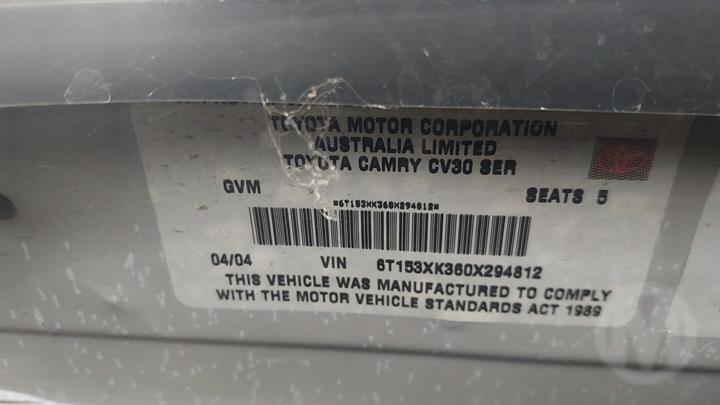 TOYOTA MOTOR CORPORATION
AUSTRALIA LIMITED
TOYOTA CAMRY CV30 SER
GVM SEATS 5
*6T153XK360X294812*
04/04 VIN 6T153XK360X294812
THIS VEHICLE WAS MANUFACTURED TO COMPLY
WITH THE MOTOR VEHICLE STANDARDS ACT 1989